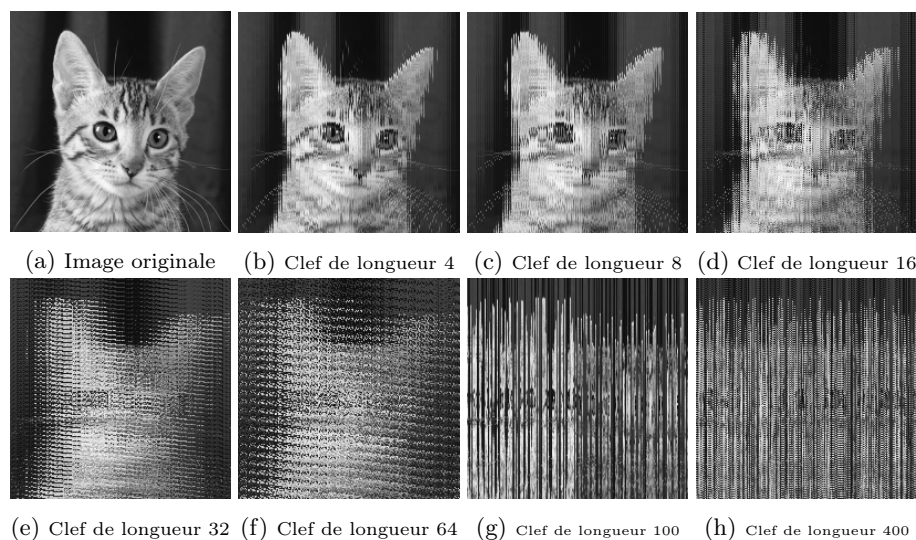 (a) Image originale (b) Clef de longueur 4 (c) Clef de longueur 8 (d) Clef de longueur 16
(e) Clef de longueur 32 (f) Clef de longueur 64 (g) Clef de longueur 100 (h) Clef de longueur 400